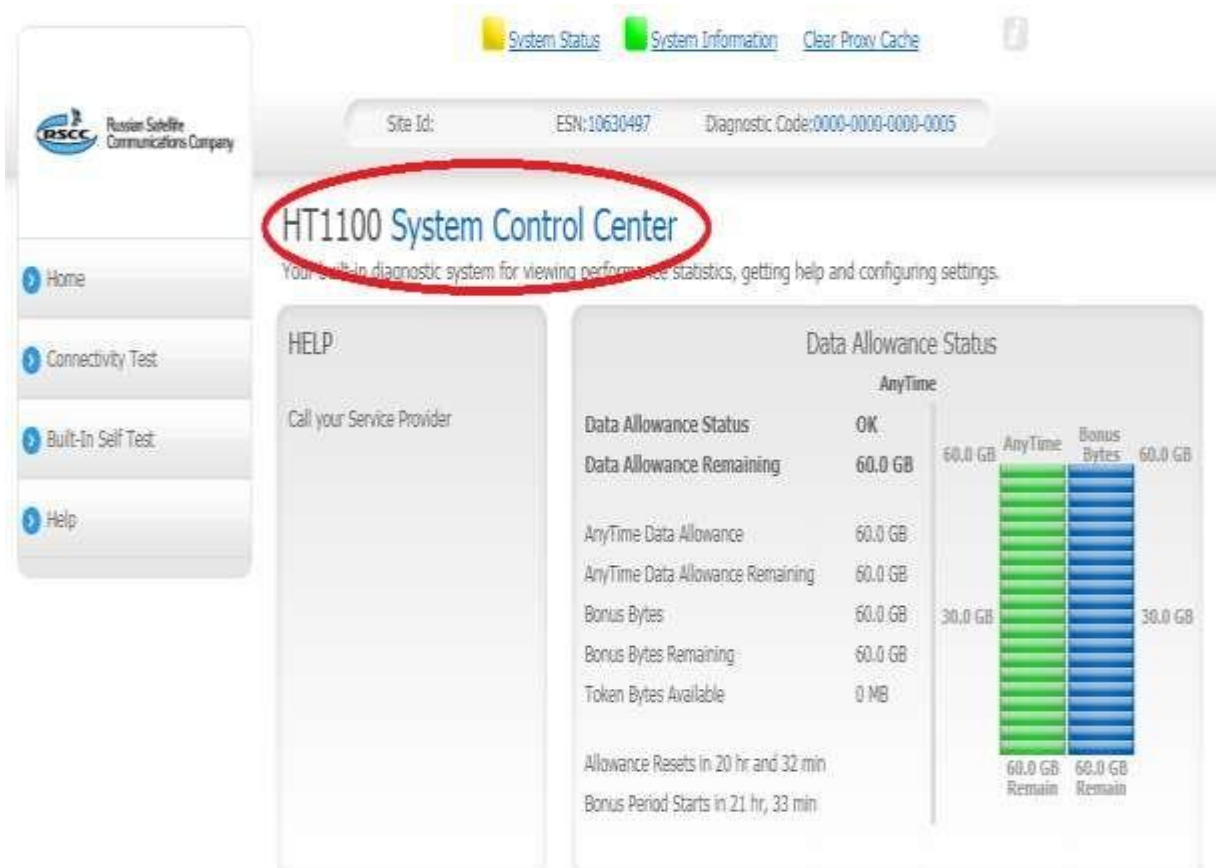 System Status System Information Clear Proxy Cache
RSCC Russian Satellite
Communications Company
Site Id: ESN:10630497 Diagnostic Code:0000-0000-0000-0005
HT1100 System Control Center
Your built-in diagnostic system for viewing performance statistics, getting help and configuring settings.
Home
Connectivity Test
Built-In Self Test
Help
HELP
Call your Service Provider
Data Allowance Status
AnyTime
Data Allowance Status OK
Data Allowance Remaining 60.0 GB
AnyTime Data Allowance 60.0 GB
AnyTime Data Allowance Remaining 60.0 GB
Bonus Bytes 60.0 GB
Bonus Bytes Remaining 60.0 GB
Token Bytes Available 0 MB
Allowance Resets in 20 hr and 32 min
Bonus Period Starts in 21 hr, 33 min
60.0 GB AnyTime Bonus
Bytes 60.0 GB
30.0 GB 30.0 GB
60.0 GB 60.0 GB
Remain Remain